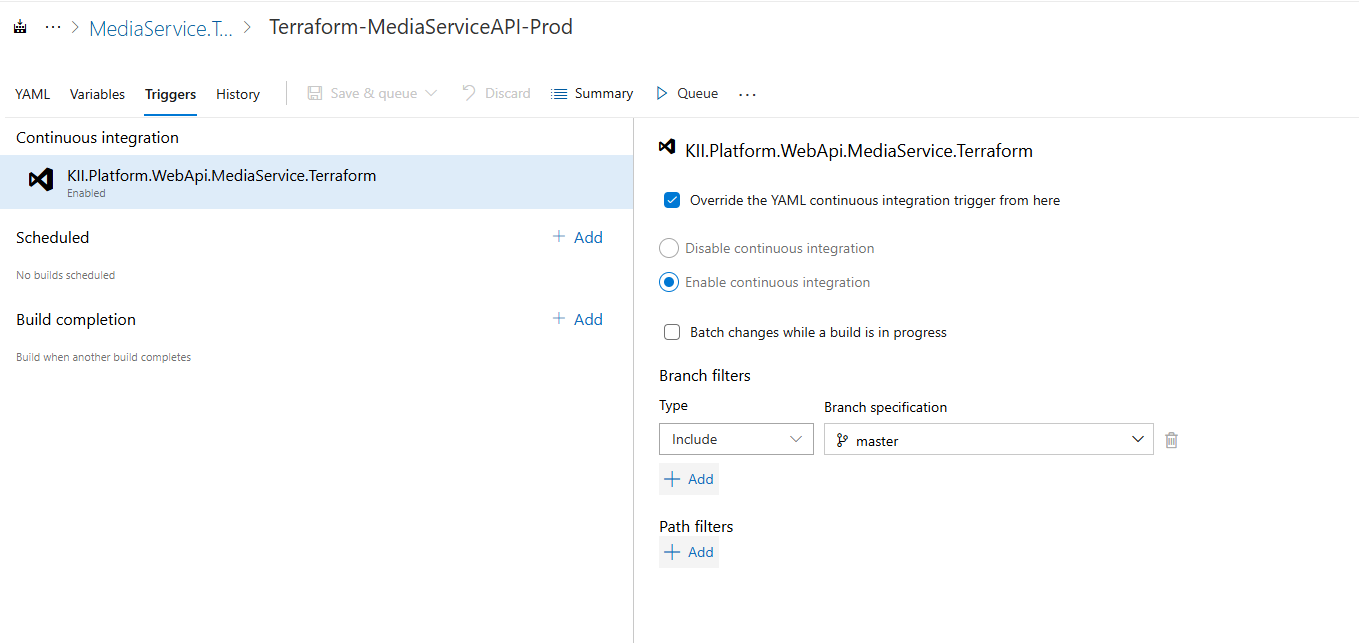 ··· > MediaService.T... > Terraform-MediaServiceAPI-Prod
YAML Variables Triggers History Save & queue Discard Summary Queue ···
Continuous integration
KII.Platform.WebApi.MediaService.Terraform
Enabled
Scheduled + Add
No builds scheduled
Build completion + Add
Build when another build completes
KII.Platform.WebApi.MediaService.Terraform
Override the YAML continuous integration trigger from here
Disable continuous integration
Enable continuous integration
Batch changes while a build is in progress
Branch filters
Type Branch specification
Include master
+ Add
Path filters
+ Add